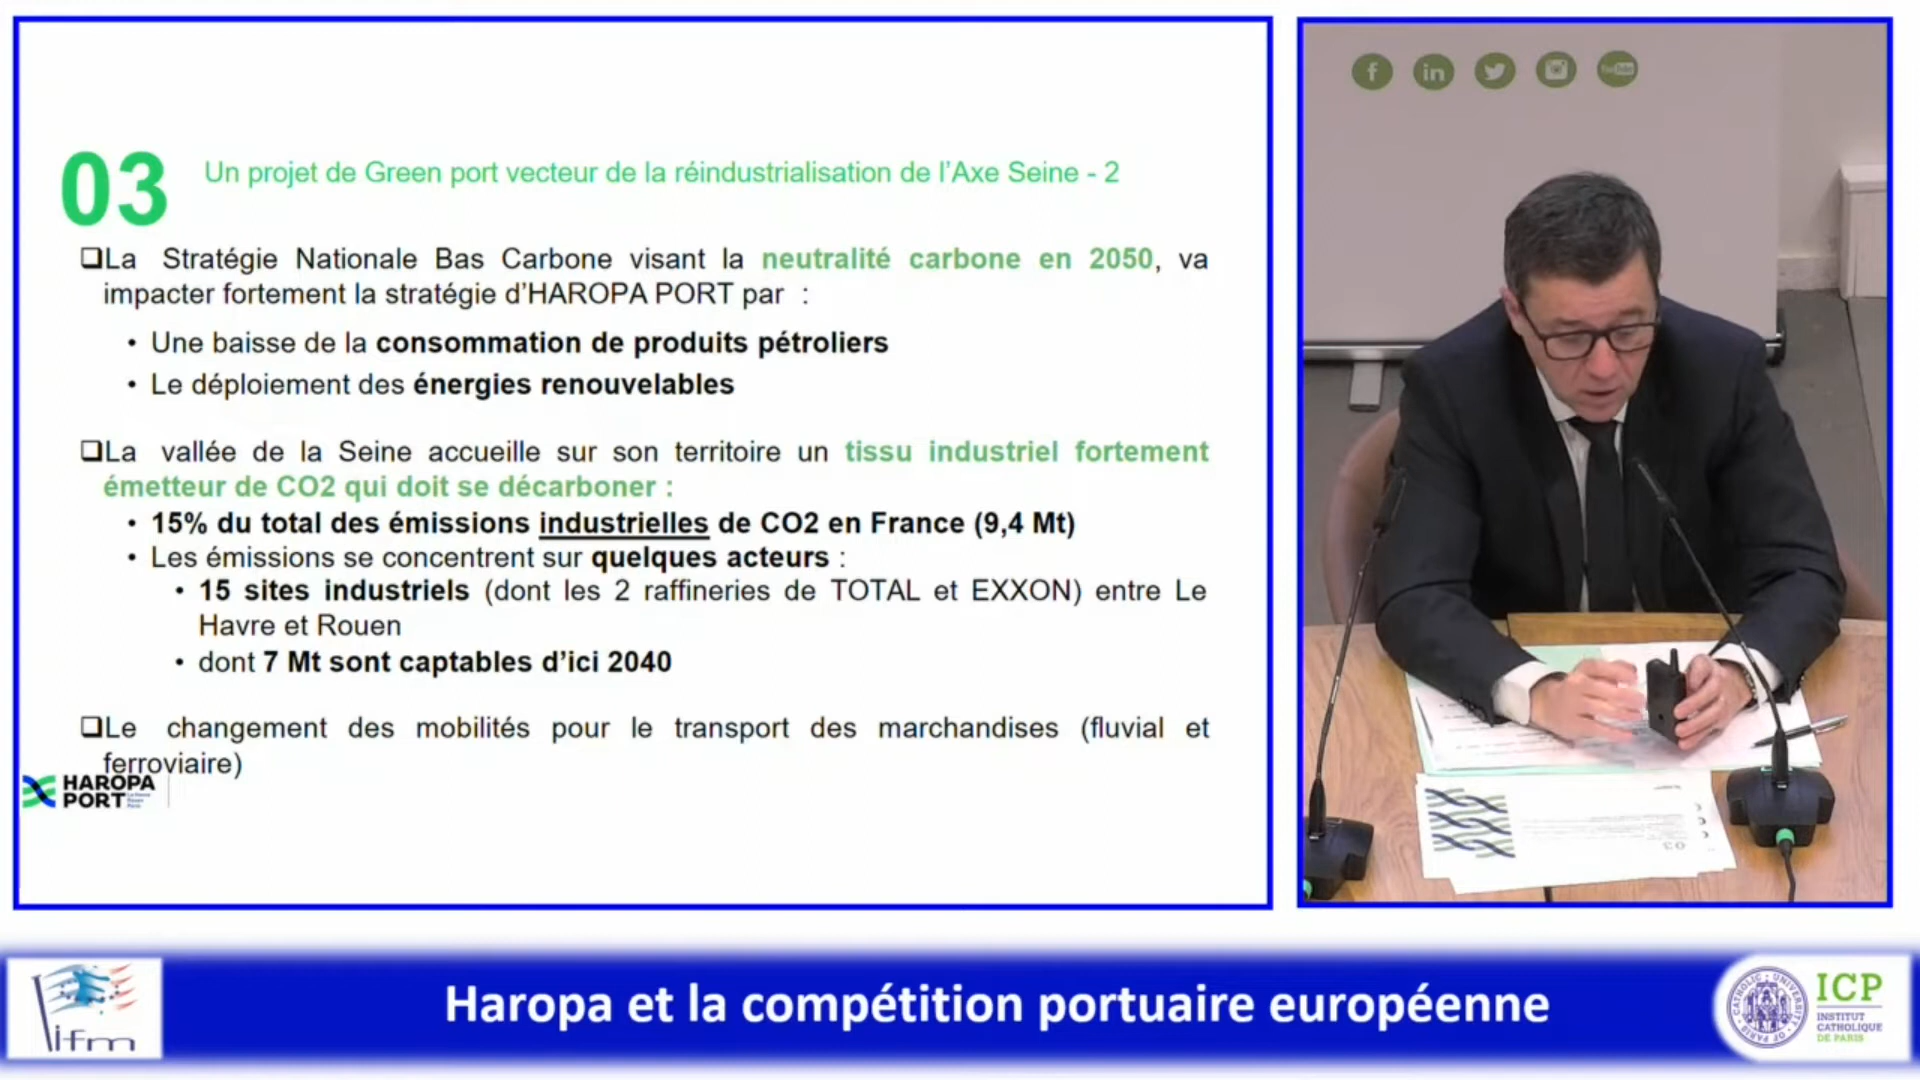 03
Un projet de Green port vecteur de la réindustrialisation de l'Axe Seine - 2
❑La Stratégie Nationale Bas Carbone visant la neutralité carbone en 2050, va
impacter fortement la stratégie d'HAROPA PORT par :
• Une baisse de la consommation de produits pétroliers
• Le déploiement des énergies renouvelables
❑La vallée de la Seine accueille sur son territoire un tissu industriel fortement
émetteur de CO2 qui doit se décarboner :
• 15% du total des émissions industrielles de CO2 en France (9,4 Mt)
• Les émissions se concentrent sur quelques acteurs :
• 15 sites industriels (dont les 2 raffineries de TOTAL et EXXON) entre Le
Havre et Rouen
• dont 7 Mt sont captables d'ici 2040
❑Le changement des mobilités pour le transport des marchandises (fluvial et
ferroviaire)
HAROPA
PORT
f
in
YouTube
03
ifm
Haropa et la compétition portuaire européenne
ICP
INSTITUT
CATHOLIQUE
DE PARIS